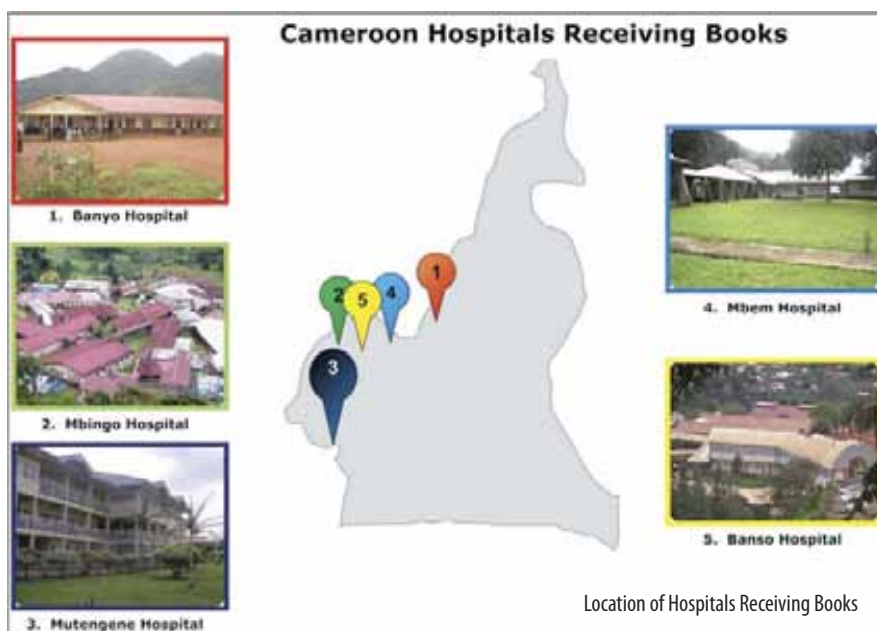 Cameroon Hospitals Receiving Books
1. Banyo Hospital
2. Mbingo Hospital
3. Mutengene Hospital
1
2
5
4
3
4. Mbem Hospital
5. Banso Hospital
Location of Hospitals Receiving Books